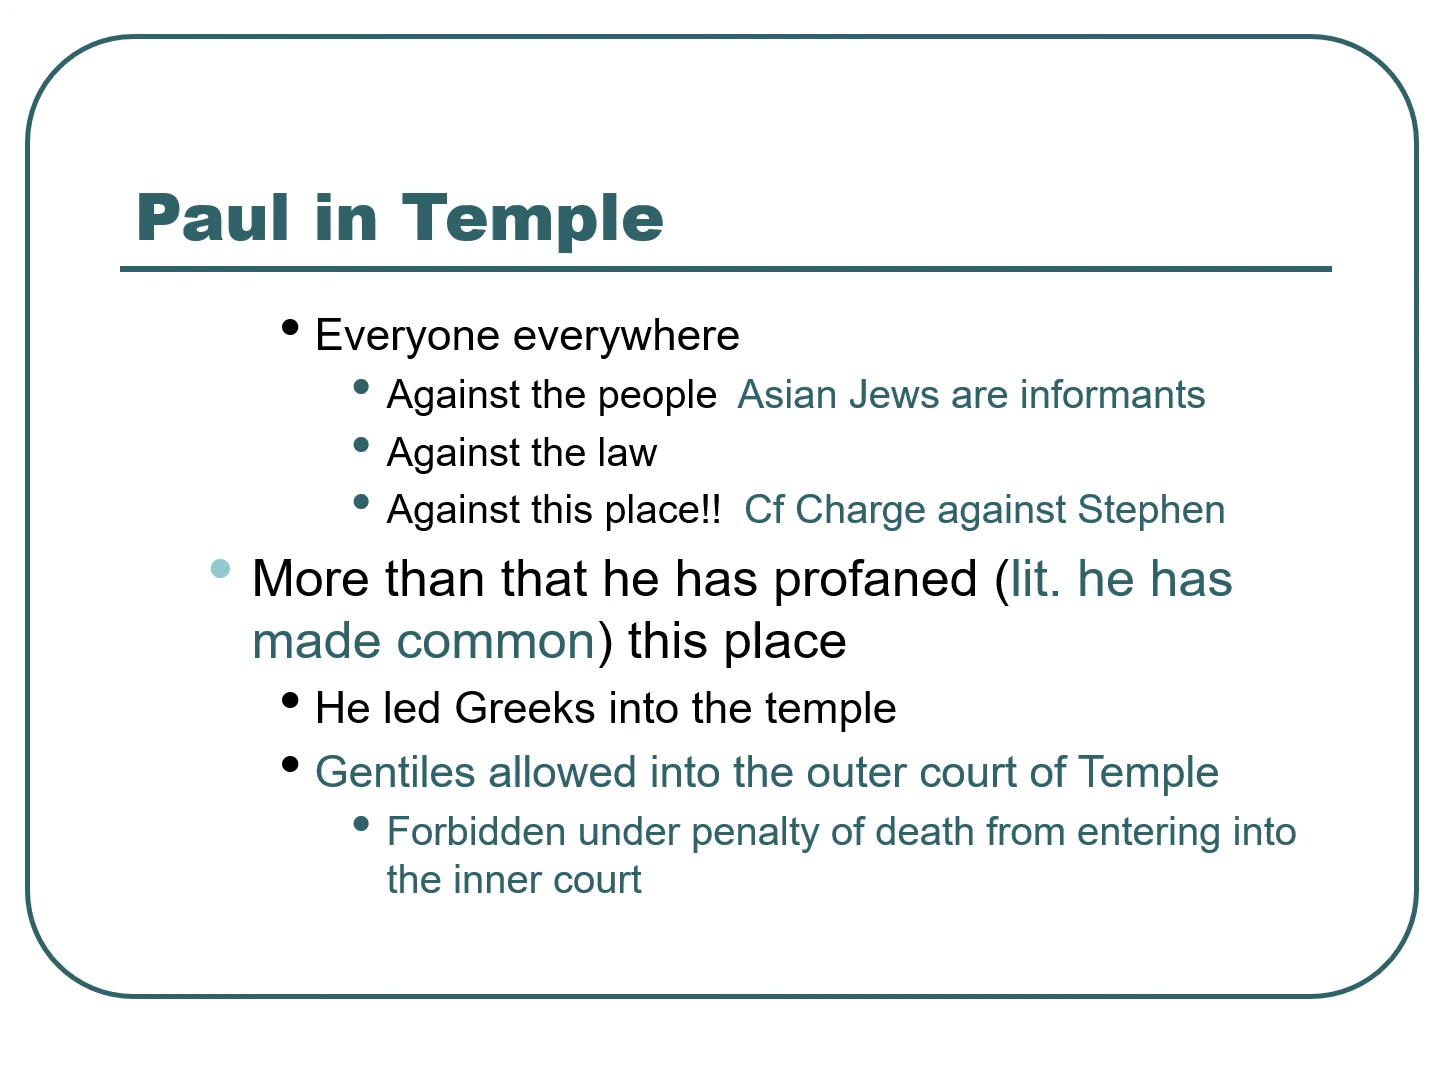 Paul in Temple
Everyone everywhere
Against the people  Asian Jews are informants
Against the law
Against this place!!  Cf Charge against Stephen
More than that he has profaned (lit. he has
made common) this place
He led Greeks into the temple
Gentiles allowed into the outer court of Temple
Forbidden under penalty of death from entering into
the inner court